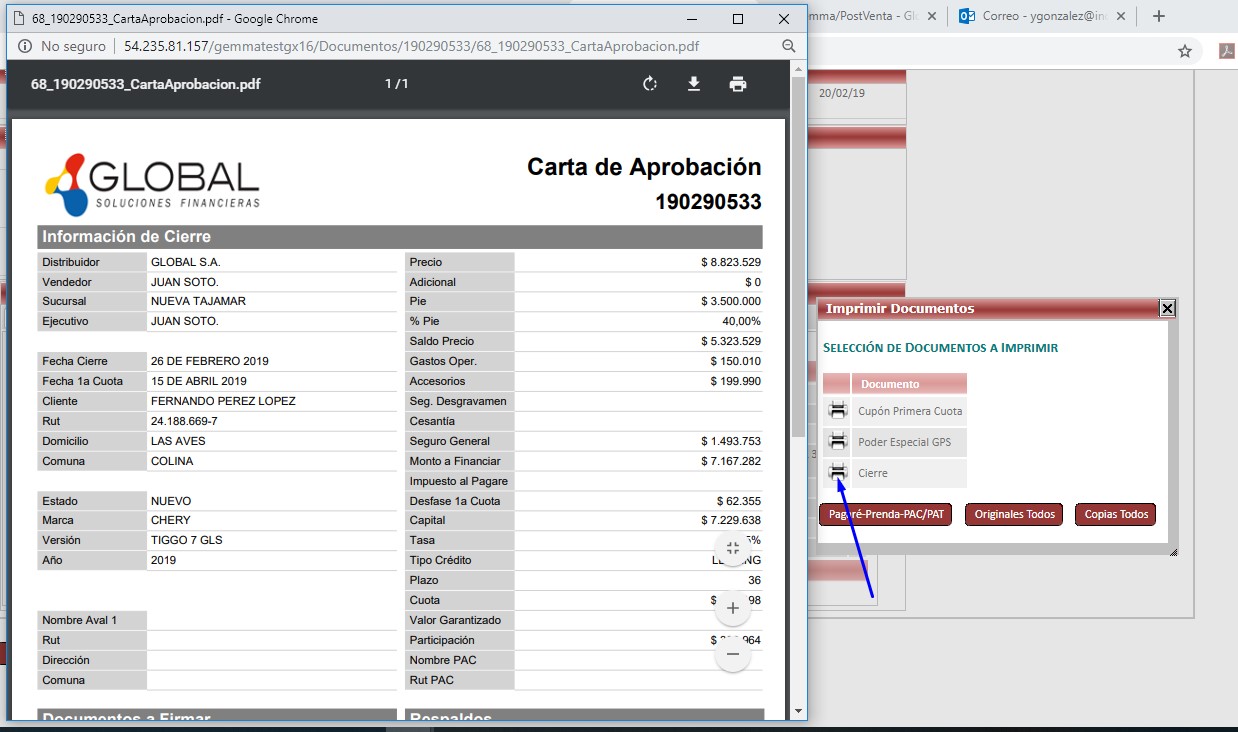 68_190290533_CartaAprobacion.pdf - Google Chrome
mma/PostVenta - Gl
Correo - ygonzalez@in
No seguro | 54.235.81.157/gemmatestgx16/Documentos/190290533/68_190290533_CartaAprobacion.pdf
68_190290533_CartaAprobacion.pdf 1 / 1
20/02/19
GLOBAL
SOLUCIONES FINANCIERAS
Carta de Aprobación
190290533
Información de Cierre
Distribuidor GLOBAL S.A. Precio $ 8.823.529
Vendedor JUAN SOTO. Adicional $ 0
Sucursal NUEVA TAJAMAR Pie $ 3.500.000
Ejecutivo JUAN SOTO. % Pie 40,00%
Saldo Precio $ 5.323.529
Fecha Cierre 26 DE FEBRERO 2019 Gastos Oper. $ 150.010
Fecha 1a Cuota 15 DE ABRIL 2019 Accesorios $ 199.990
Cliente FERNANDO PEREZ LOPEZ Seg. Desgravamen
Rut 24.188.669-7 Cesantía
Domicilio LAS AVES Seguro General $ 1.493.753
Comuna COLINA Monto a Financiar $ 7.167.282
Impuesto al Pagare
Estado NUEVO Desfase 1a Cuota $ 62.355
Marca CHERY Capital $ 7.229.638
Versión TIGGO 7 GLS Tasa %
Año 2019 Tipo Crédito
Plazo 36
Cuota $ 98
Nombre Aval 1 Valor Garantizado
Rut Participación $ 964
Dirección Nombre PAC
Comuna Rut PAC
Documentos a Firmar Respaldos
Imprimir Documentos
SELECCIÓN DE DOCUMENTOS A IMPRIMIR
Documento
Cupón Primera Cuota
Poder Especial GPS
3
Cierre
Pagaré-Prenda-PAC/PAT Originales Todos Copias Todos